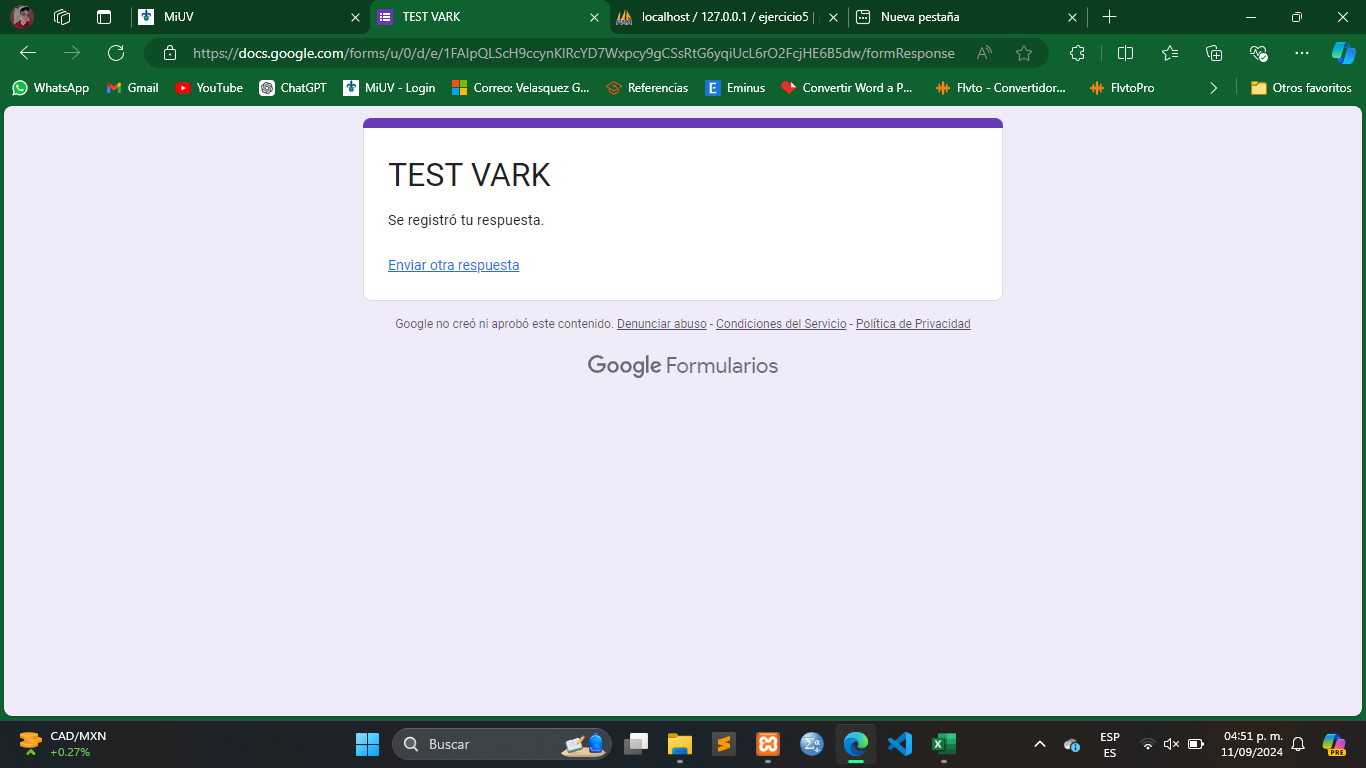 MiUV
TEST VARK
localhost / 127.0.0.1 / ejercicio5 |
Nueva pestaña
https://docs.google.com/forms/u/0/d/e/1FAIpQLScH9ccynKlRcYD7Wxpcy9gCSsRtG6yqiUcL6rO2FcjHE6B5dw/formResponse
WhatsApp
Gmail
YouTube
ChatGPT
MiUV - Login
Correo: Velasquez G...
Referencias
Eminus
Convertir Word a P...
Flvto - Convertidor...
FlvtoPro
Otros favoritos
TEST VARK
Se registró tu respuesta.
Enviar otra respuesta
Google no creó ni aprobó este contenido. Denunciar abuso - Condiciones del Servicio - Política de Privacidad
Google Formularios
CAD/MXN
+0.27%
Buscar
ESP
ES
04:51 p. m.
11/09/2024
PRE